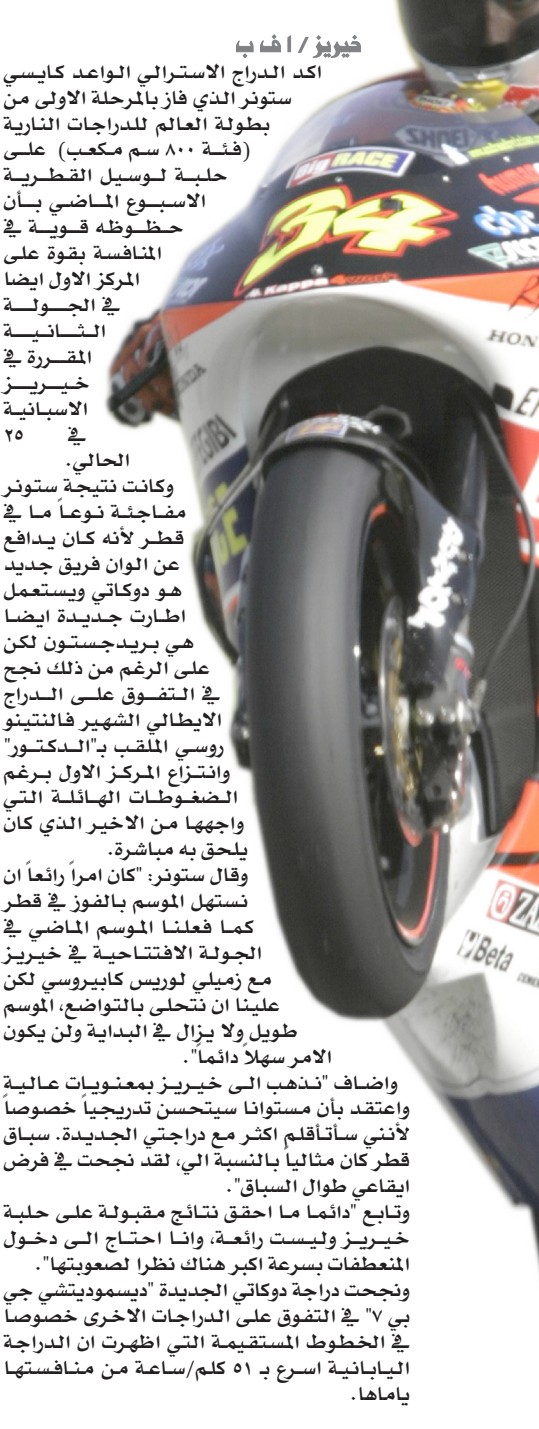 خيريز / ا ف ب
اكد الدراج الاسترالي الواعد كايسي
ستونر الذي فاز بالمرحلة الاولى من
بطولة العالم للدراجات النارية
(فئة ٨٠٠ سم مكعب) على
حلبة لوسيل القطرية
الاسبوع الماضي بأن
حظوظه قوية في
المنافسة بقوة على
المركز الاول ايضا
في الجولة
الثانية
المقررة في
خيريز
الاسبانية
في ٢٥
الحالي.
وكانت نتيجة ستونر
مفاجئة نوعاً ما في
قطر لأنه كان يدافع
عن الوان فريق جديد
هو دوكاتي ويستعمل
اطارت جديدة ايضا
هي بريدجستون لكن
على الرغم من ذلك نجح
في التفوق على الدراج
الايطالي الشهير فالنتينو
روسي الملقب بـ"الدكتور"
وانتزاع المركز الاول برغم
الضغوطات الهائلة التي
واجهها من الاخير الذي كان
يلحق به مباشرة.
وقال ستونر: "كان امراً رائعاً ان
نستهل الموسم بالفوز في قطر
كما فعلنا الموسم الماضي في
الجولة الافتتاحية في خيريز
مع زميلي لوريس كابيروسي لكن
علينا ان نتحلى بالتواضع، الموسم
طويل ولا يزال في البداية ولن يكون
الامر سهلاً دائماً".
واضاف "نذهب الى خيريز بمعنويات عالية
واعتقد بأن مستوانا سيتحسن تدريجياً خصوصاً
لأنني سأتأقلم اكثر مع دراجتي الجديدة. سباق
قطر كان مثالياً بالنسبة الي، لقد نجحت في فرض
ايقاعي طوال السباق".
وتابع "دائما ما احقق نتائج مقبولة على حلبة
خيريز وليست رائعة، وانا احتاج الى دخول
المنعطفات بسرعة اكبر هناك نظرا لصعوبتها".
ونجحت دراجة دوكاتي الجديدة "ديسموديتشي جي
بي ٧" في التفوق على الدراجات الاخرى خصوصا
في الخطوط المستقيمة التي اظهرت ان الدراجة
اليابانية اسرع بـ ٥١ كلم/ساعة من منافستها
ياماها.
SHOEI
Big RACE
34
Kappa
HON
Beta